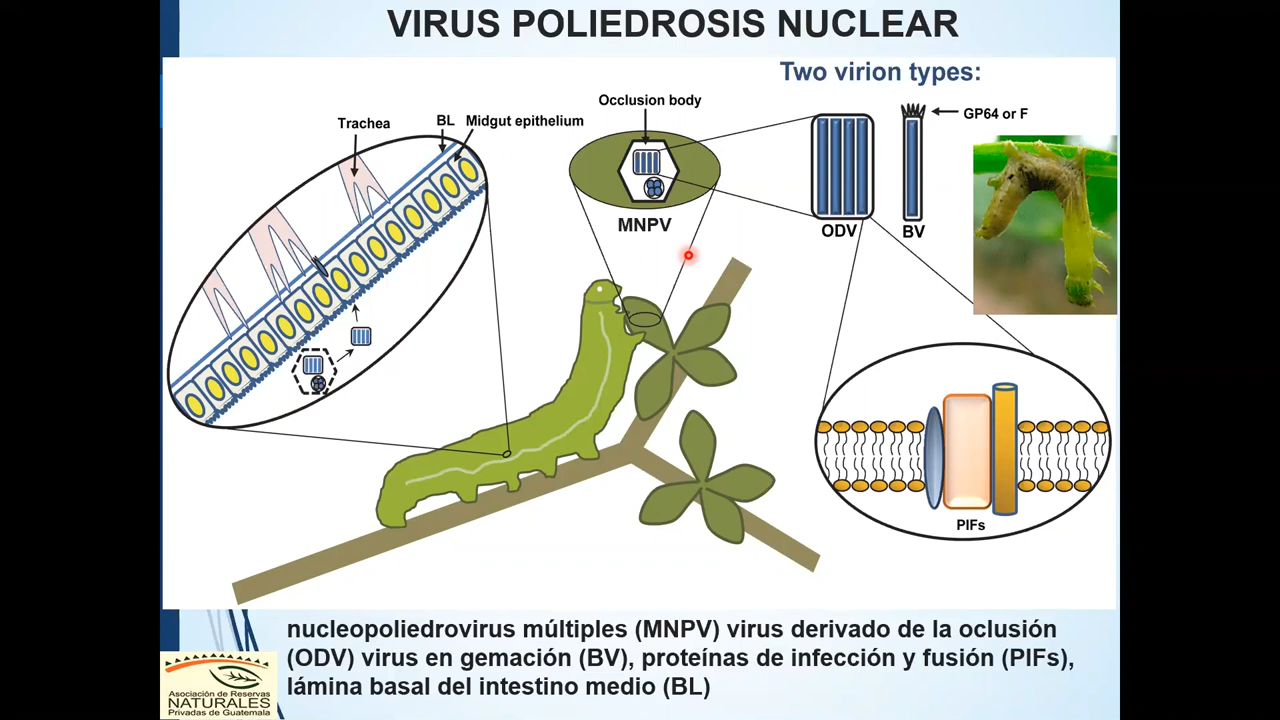 VIRUS POLIEDROSIS NUCLEAR
Two virion types:
Occlusion body
Trachea
BL
Midgut epithelium
GP64 or F
MNPV
ODV
BV
PIFs
nucleopoliedrovirus múltiples (MNPV) virus derivado de la oclusión
(ODV) virus en gemación (BV), proteínas de infección y fusión (PIFs),
lámina basal del intestino medio (BL)
Asociación de Reservas
NATURALES
Privadas de Guatemala